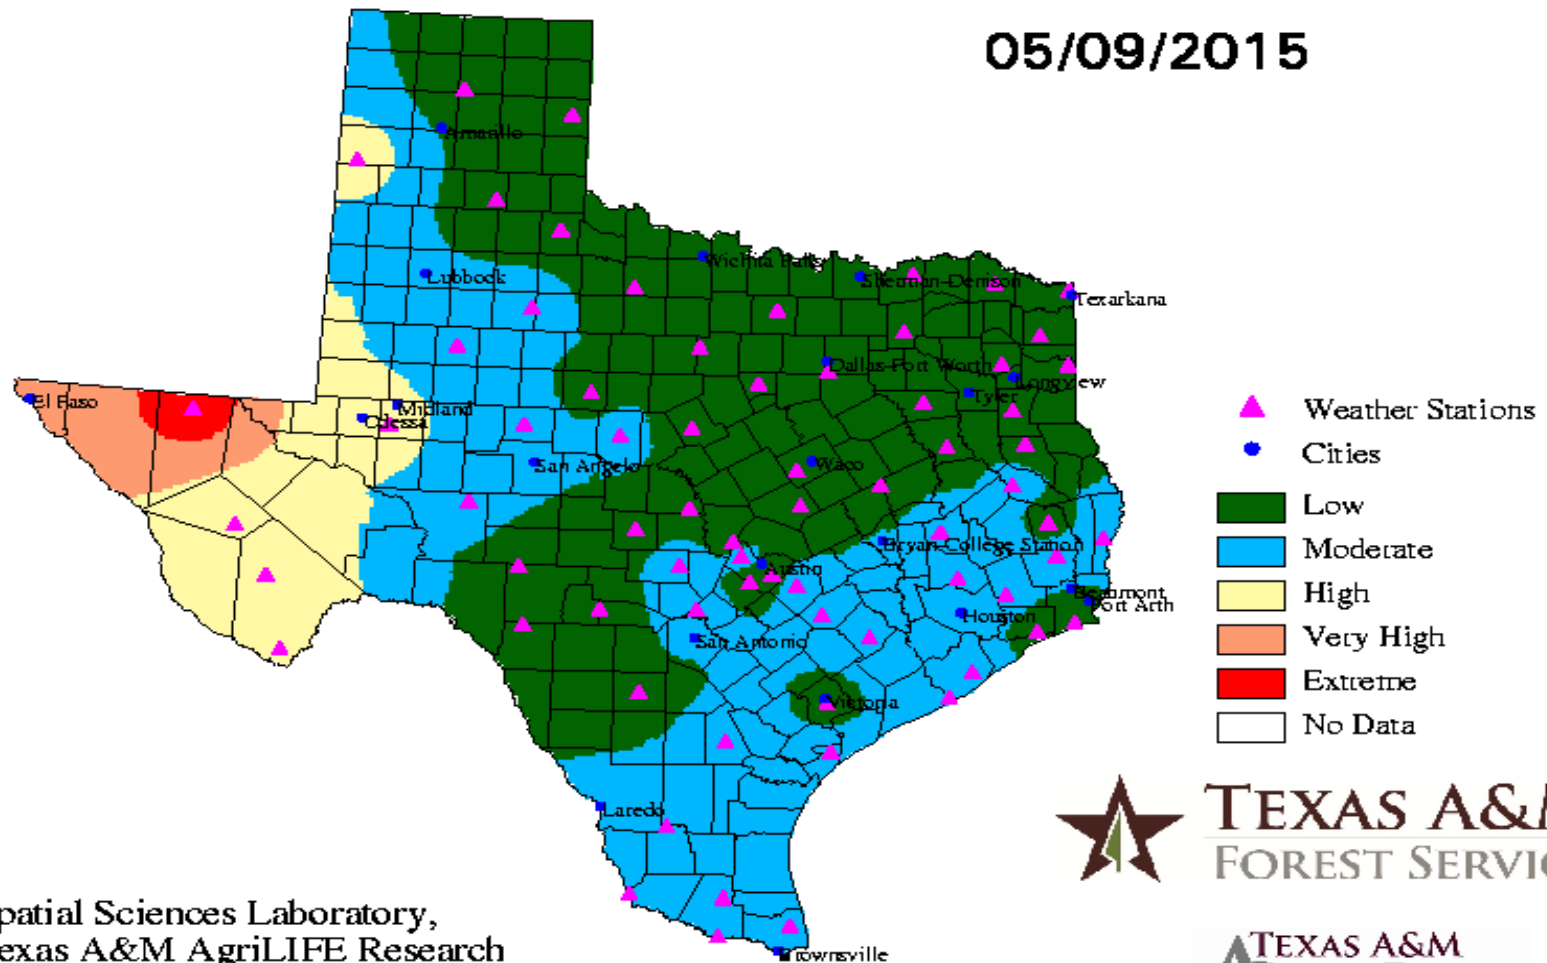 05/09/2015
Amarillo
Wichita Falls
Lubbock
Sherman-Denison
Texarkana
Dallas-Fort Worth
Longview
Tyler
El Paso
Midland
Odessa
San Angelo
Waco
Bryan-College Station
Austin
Beaumont
Port Arth
Houston
San Antonio
Victoria
Laredo
Brownsville
Weather Stations
Cities
Low
Moderate
High
Very High
Extreme
No Data
TEXAS A&M
FOREST SERVIC
patial Sciences Laboratory,
exas A&M AgriLIFE Research
TEXAS A&M